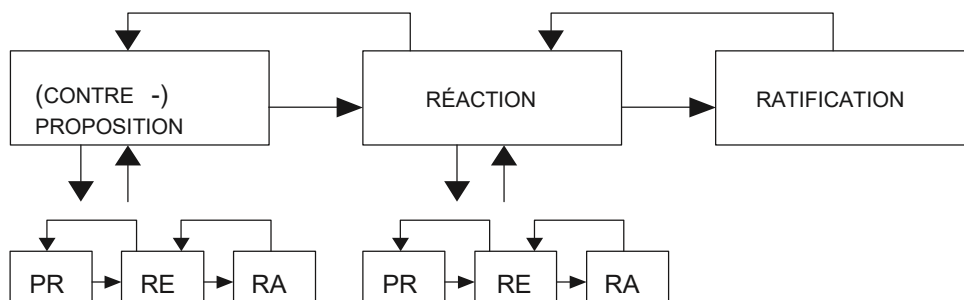 (CONTRE -)
PROPOSITION
RÉACTION
RATIFICATION
PR
RE
RA
PR
RE
RA